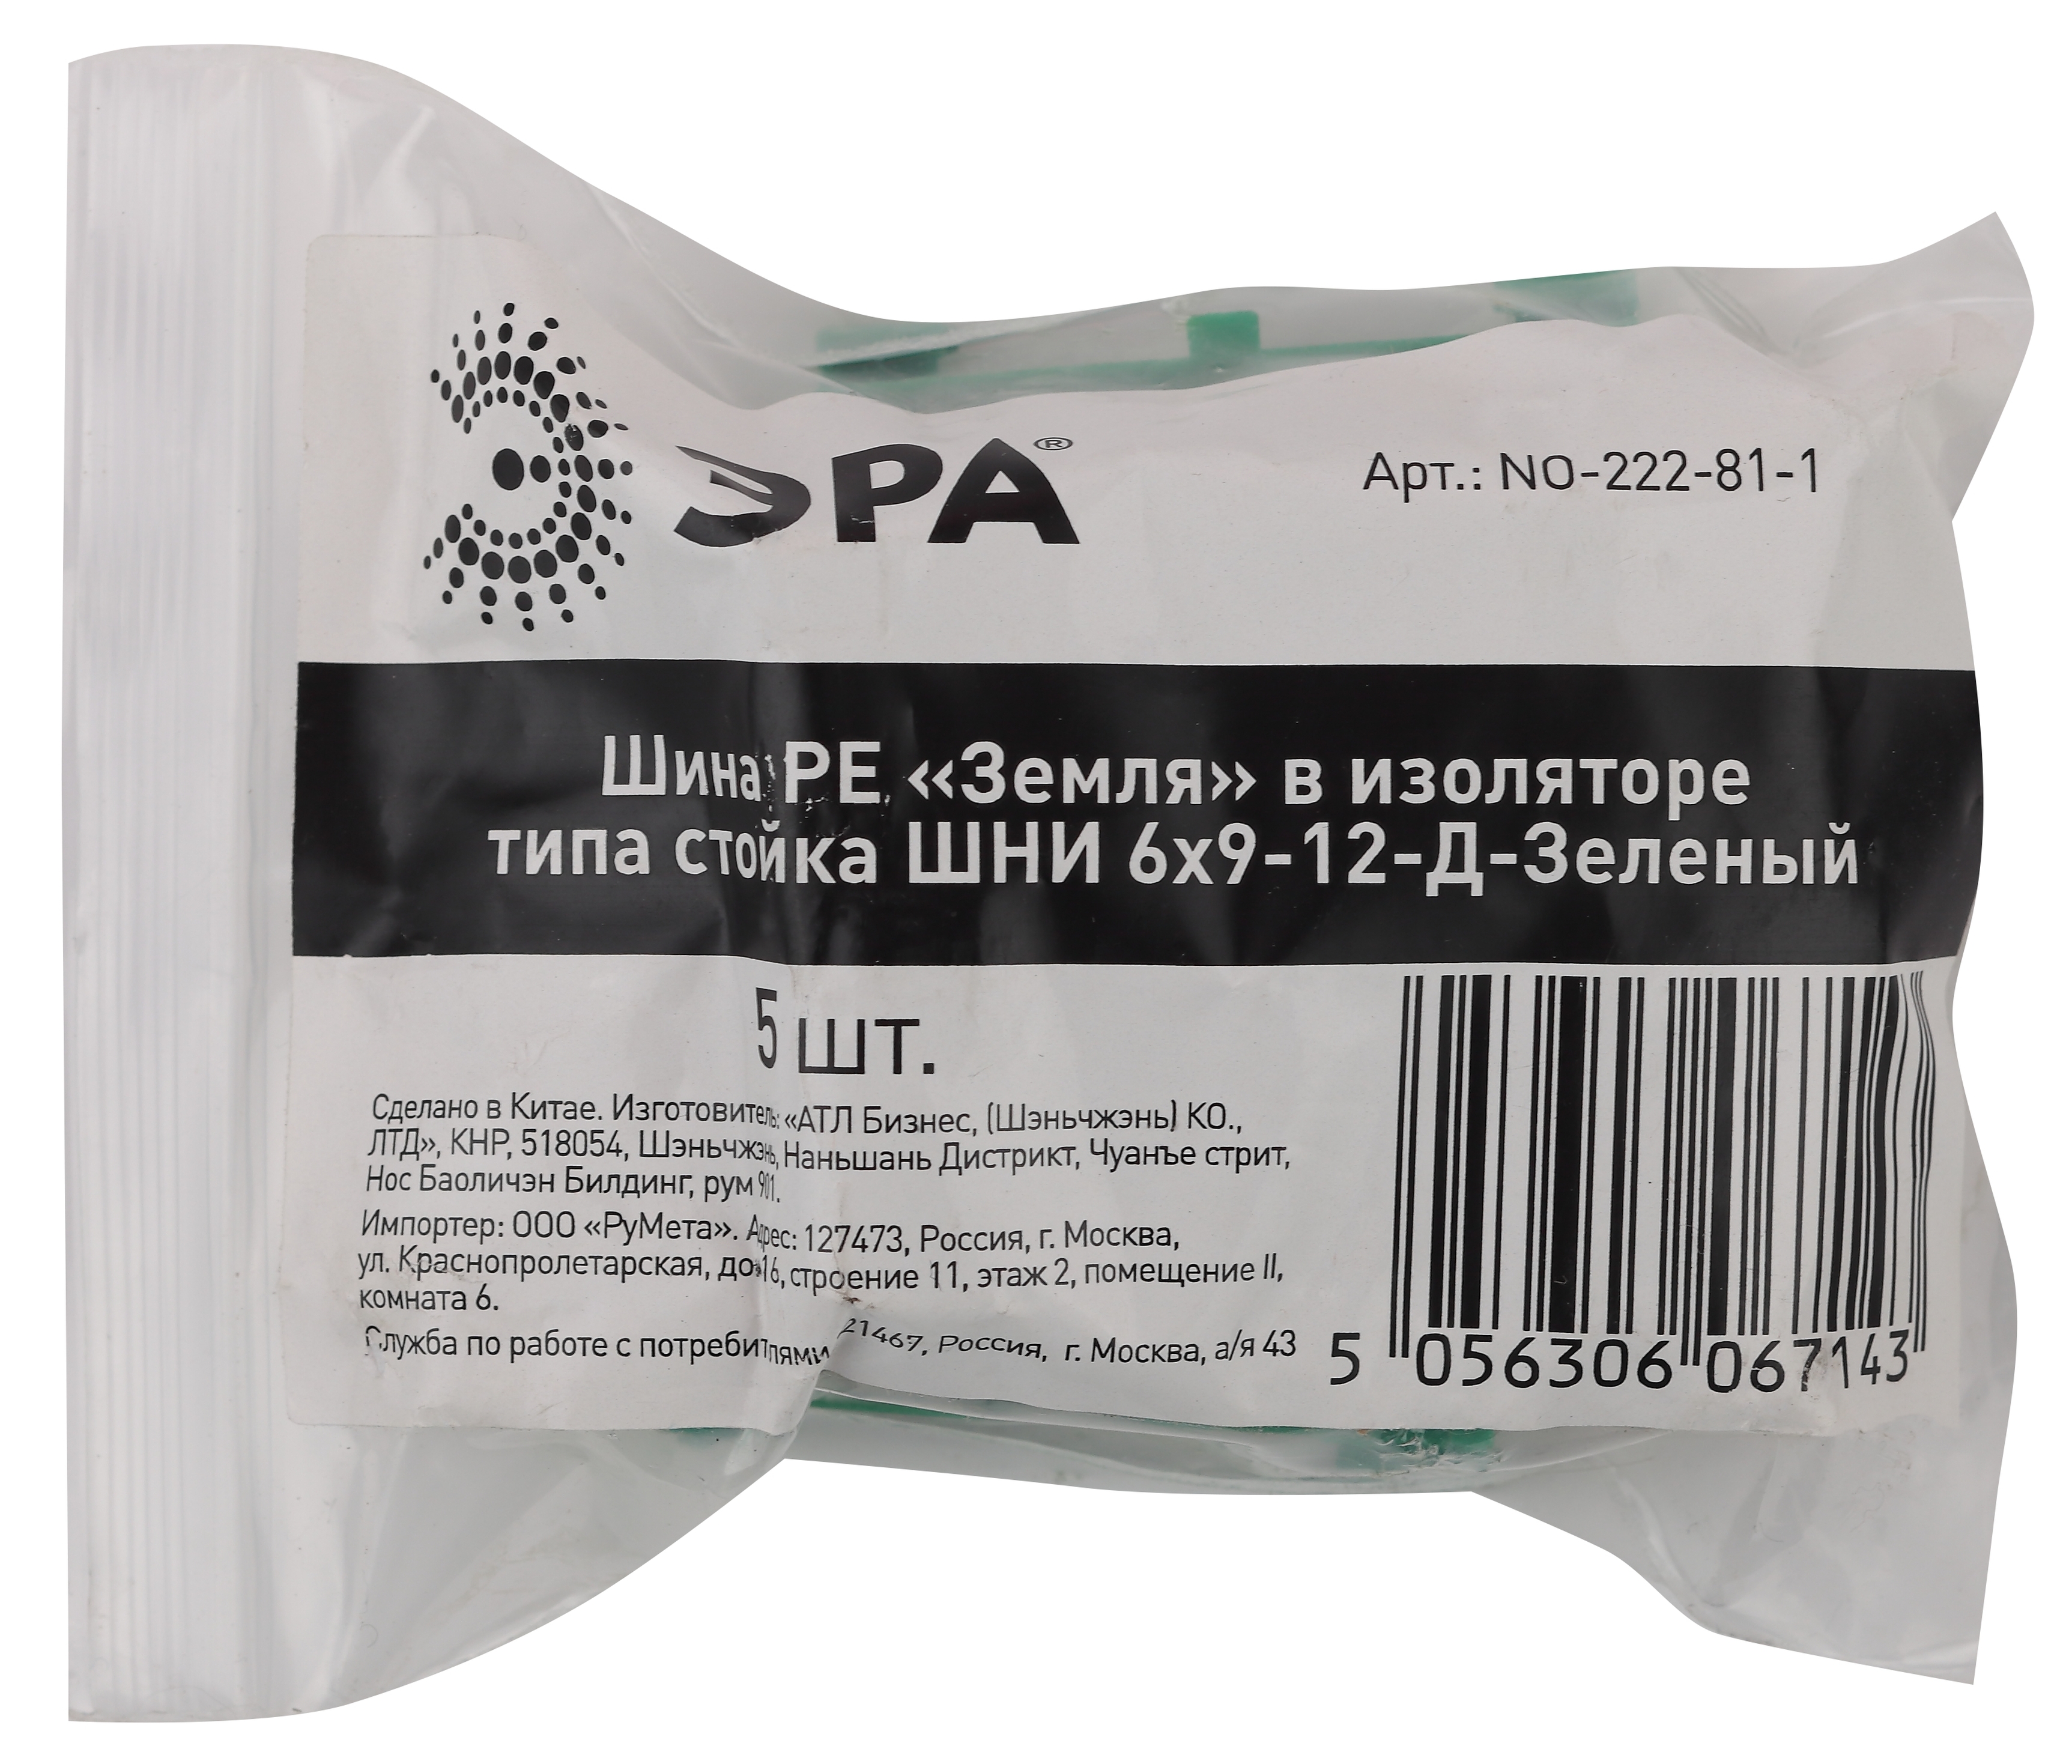 ЭРА®
Арт.: NO-222-81-1
Шина PE «Земля» в изоляторе
типа стойка ШНИ 6х9-12-Д-Зеленый
5 шт.
Сделано в Китае. Изготовитель: «АТЛ Бизнес, (Шэньчжэнь) КО.,
ЛТД», КНР, 518054, Шэньчжэнь, Наньшань Дистрикт, Чуанъе стрит,
Нос Баоличэн Билдинг, рум 901.
Импортер: ООО «РуМета». Адрес: 127473, Россия, г. Москва,
ул. Краснопролетарская, 16, строение 11, этаж 2, помещение II,
комната 6.
Служба по работе с потребителями 21467, Россия, г. Москва, а/я 43
5 056306 067143